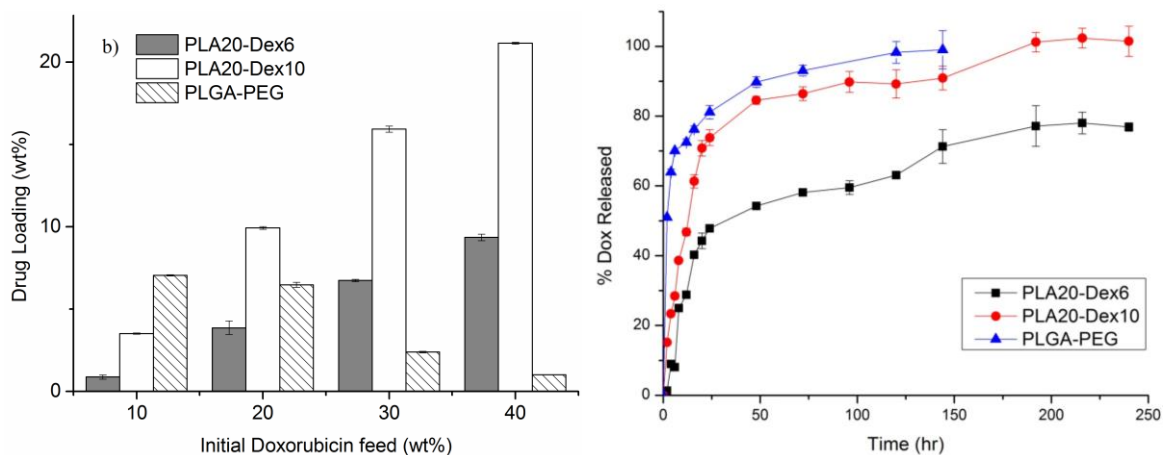 b)
PLA20-Dex6
PLA20-Dex10
PLGA-PEG
Drug Loading (wt%)
20
10
0
10 20 30 40
Initial Doxorubicin feed (wt%)
% Dox Released
100
80
60
40
20
0
PLA20-Dex6
PLA20-Dex10
PLGA-PEG
0 50 100 150 200 250
Time (hr)